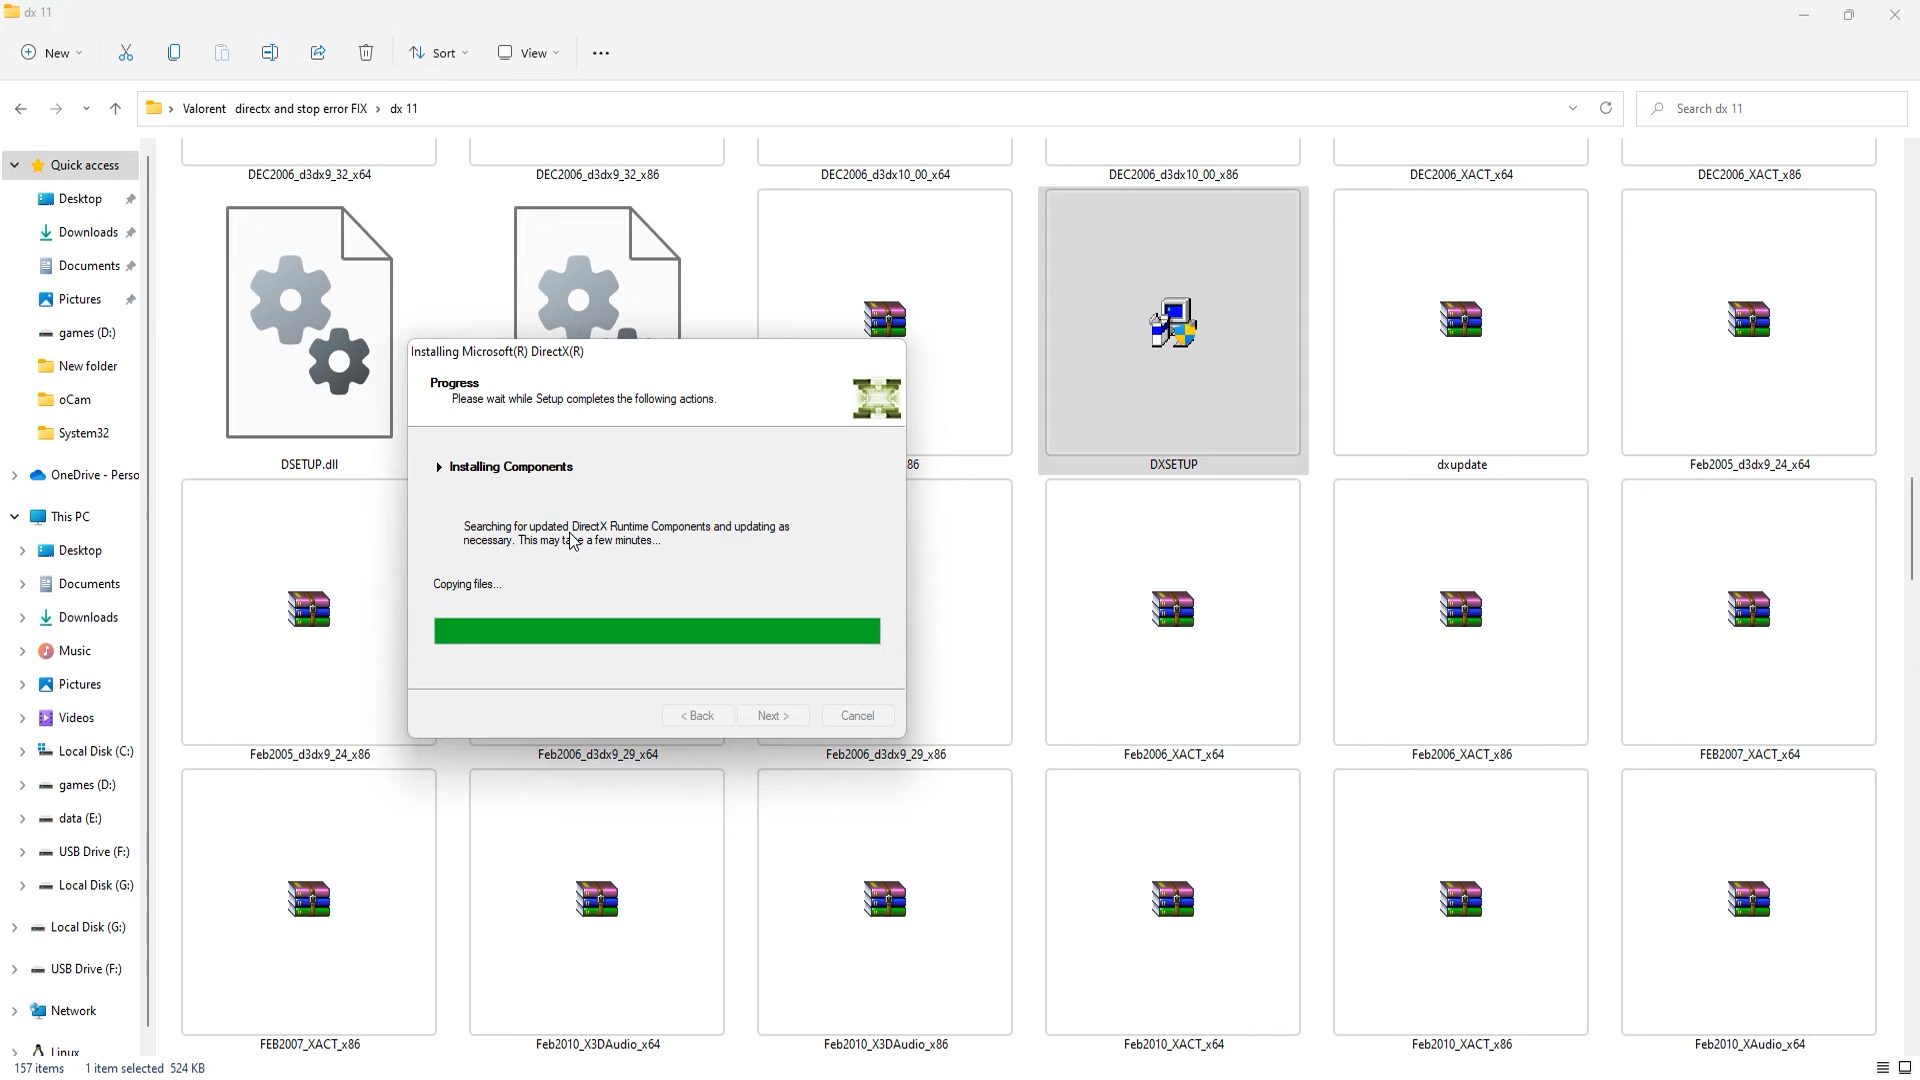 dx 11
New
Sort
View
Valorent directx and stop error FIX
dx 11
Search dx 11
Quick access
Desktop
Downloads
Documents
Pictures
games (D:)
New folder
oCam
System32
OneDrive - Perso
This PC
Desktop
Documents
Downloads
Music
Pictures
Videos
Local Disk (C:)
games (D:)
data (E:)
USB Drive (F:)
Local Disk (G:)
Local Disk (G:)
USB Drive (F:)
Network
Linux
DEC2006_d3dx9_32_x64
DEC2006_d3dx9_32_x86
DEC2006_d3dx10_00_x64
DEC2006_d3dx10_00_x86
DEC2006_XACT_x64
DEC2006_XACT_x86
DSETUP.dll
86
DXSETUP
dxupdate
Feb2005_d3dx9_24_x64
Installing Microsoft(R) DirectX(R)
Progress
Please wait while Setup completes the following actions.
Installing Components
Searching for updated DirectX Runtime Components and updating as
necessary. This may take a few minutes...
Copying files...
< Back
Next >
Cancel
Feb2005_d3dx9_24_x86
Feb2006_d3dx9_29_x64
Feb2006_d3dx9_29_x86
Feb2006_XACT_x64
Feb2006_XACT_x86
FEB2007_XACT_x64
FEB2007_XACT_x86
Feb2010_X3DAudio_x64
Feb2010_X3DAudio_x86
Feb2010_XACT_x64
Feb2010_XACT_x86
Feb2010_XAudio_x64
157 items
1 item selected 524 KB